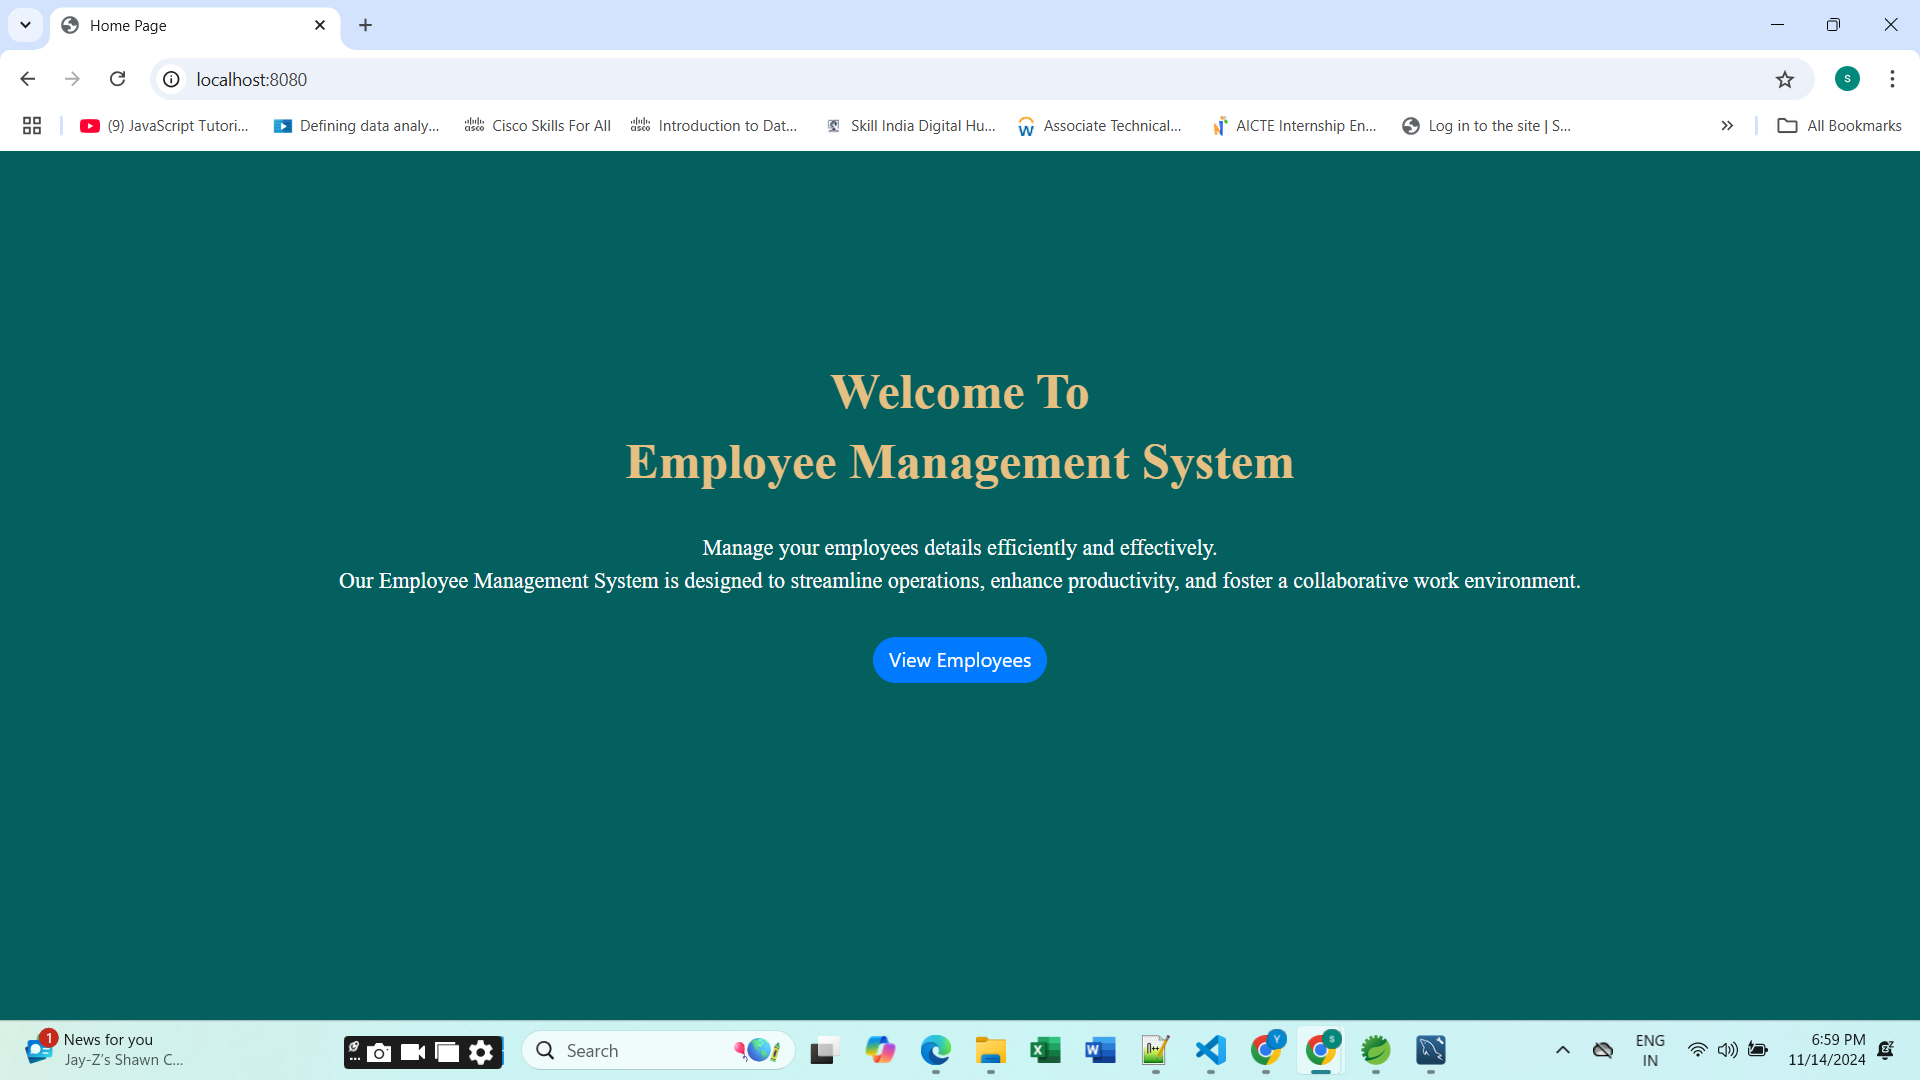 Home Page
localhost:8080
S
(9) JavaScript Tutori...
Defining data analy...
Cisco Skills For All
Introduction to Dat...
Skill India Digital Hu...
Associate Technical...
AICTE Internship En...
Log in to the site | S...
All Bookmarks
Welcome To
Employee Management System
Manage your employees details efficiently and effectively.
Our Employee Management System is designed to streamline operations, enhance productivity, and foster a collaborative work environment.
View Employees
1
News for you
Jay-Z's Shawn C...
Search
Y
S
ENG
IN
6:59 PM
11/14/2024